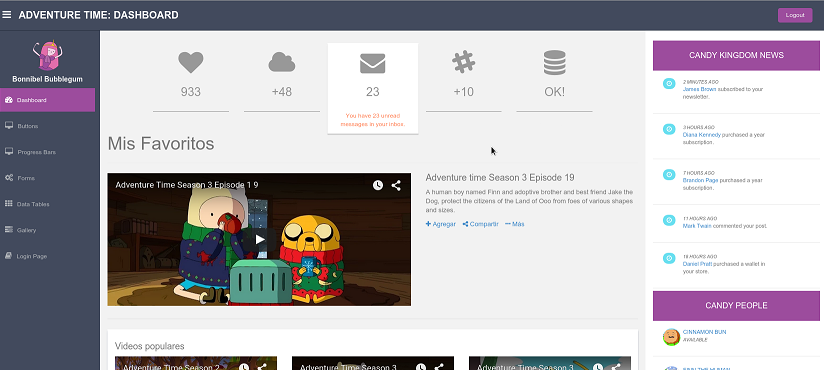 ADVENTURE TIME: DASHBOARD
Logout
Bonnibel Bubblegum
Dashboard
Buttons
Progress Bars
Forms
Data Tables
Gallery
Login Page
933
+48
23
You have 23 unread
messages in your inbox.
+10
OK!
Mis Favoritos
Adventure Time Season 3 Episode 1 9
Adventure time Season 3 Episode 19
A human boy named Finn and adoptive brother and best friend Jake the
Dog, protect the citizens of the Land of Ooo from foes of various shapes
and sizes.
Agregar
Compartir
Más
Videos populares
Adventure Time Season 2
Adventure Time Season 3
Adventure Time Season 3
CANDY KINGDOM NEWS
2 MINUTES AGO
James Brown subscribed to your
newsletter.
3 HOURS AGO
Diana Kennedy purchased a year
subscription.
7 HOURS AGO
Brandon Page purchased a year
subscription.
11 HOURS AGO
Mark Twain commented your post.
18 HOURS AGO
Daniel Pratt purchased a wallet in
your store.
CANDY PEOPLE
CINNAMON BUN
AVAILABLE